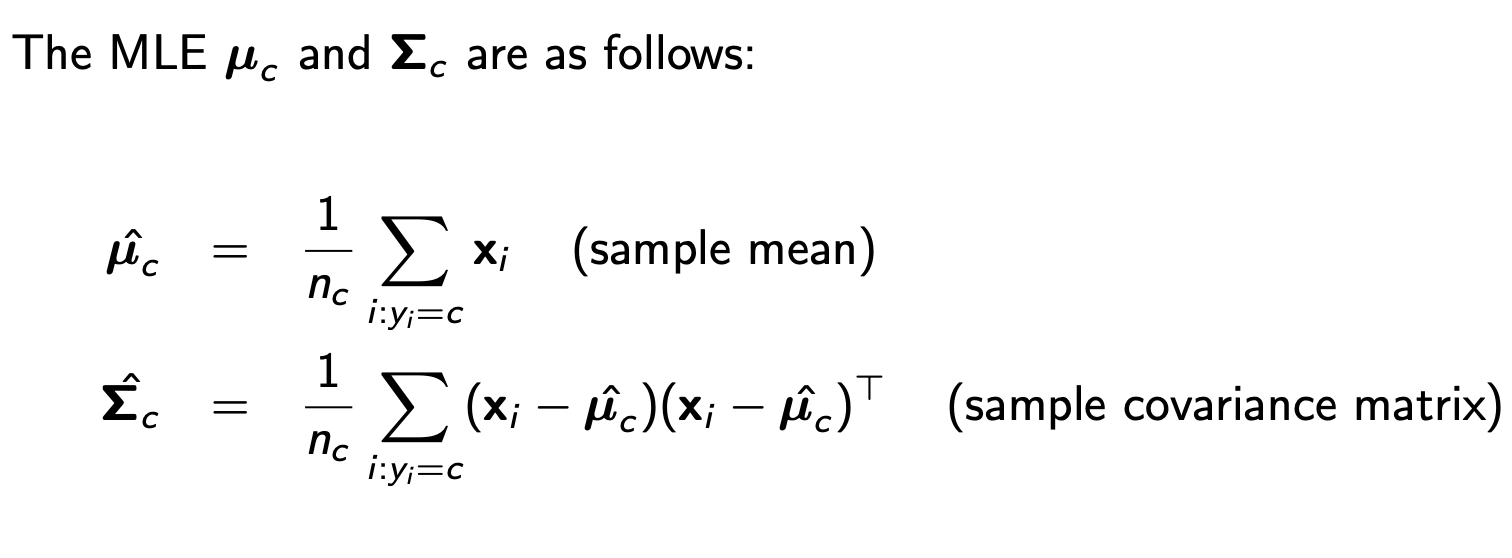 The MLE μ_c and Σ_c are as follows:
μ̂_c = 1/n_c ∑_{i:y_i=c} x_i (sample mean)
Σ̂_c = 1/n_c ∑_{i:y_i=c} (x_i − μ̂_c)(x_i − μ̂_c)^⊤ (sample covariance matrix)